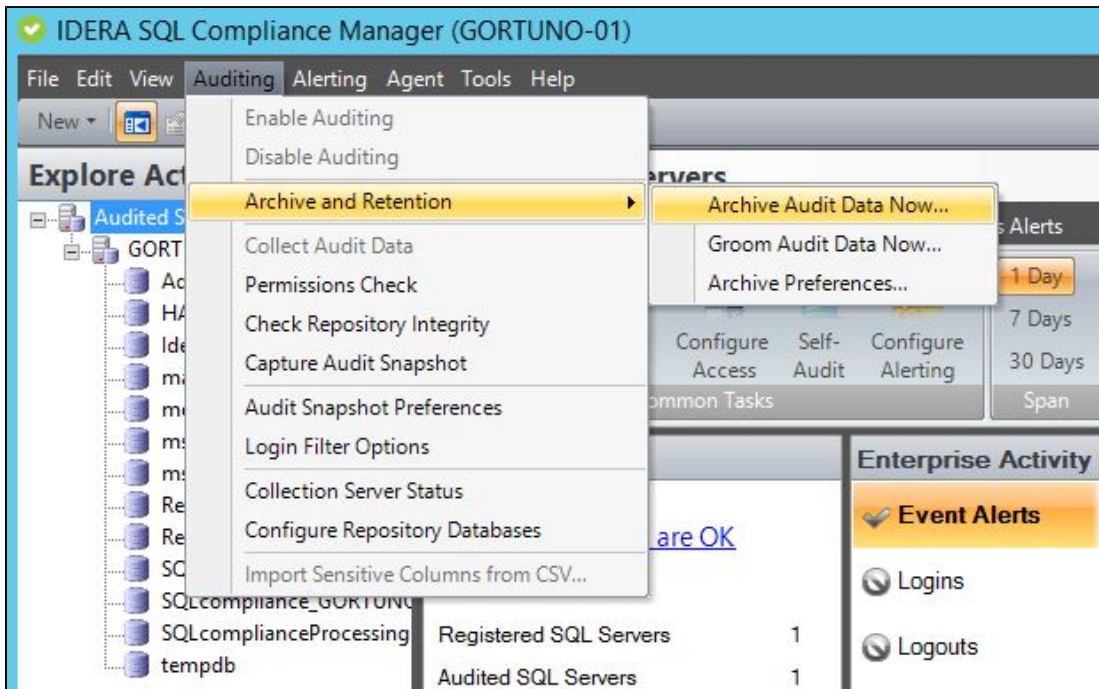 IDERA SQL Compliance Manager (GORTUNO-01)
File Edit View Auditing Alerting Agent Tools Help
New
Enable Auditing
Disable Auditing
Explore Act
Archive and Retention
Archive Audit Data Now...
Audited S
Collect Audit Data
Groom Audit Data Now...
s Alerts
GORT
Permissions Check
Archive Preferences...
1 Day
Check Repository Integrity
7 Days
Capture Audit Snapshot
Configure Access
Self-Audit
Configure Alerting
30 Days
Audit Snapshot Preferences
ommon Tasks
Span
Login Filter Options
Enterprise Activity
Collection Server Status
Event Alerts
Configure Repository Databases
are OK
Import Sensitive Columns from CSV...
Logins
SQLcompliance_GORTUNO
SQLcomplianceProcessing
Registered SQL Servers 1
Logouts
tempdb
Audited SQL Servers 1